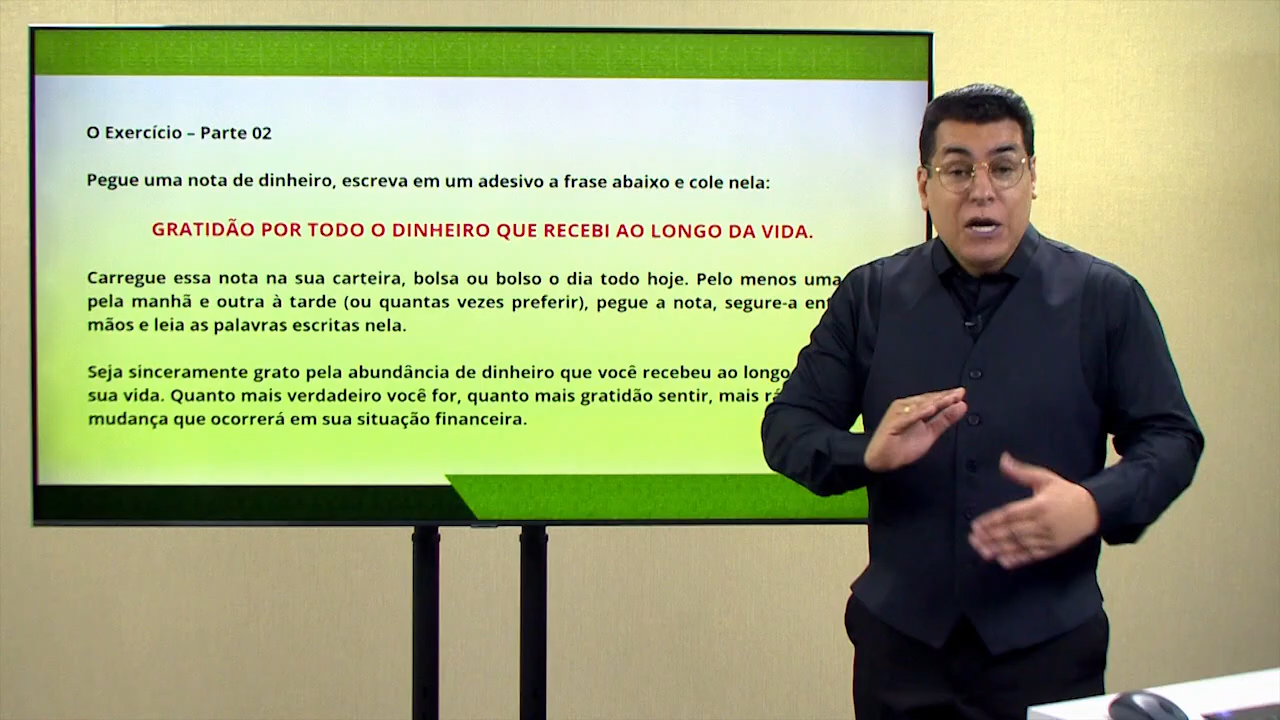 O Exercício – Parte 02
Pegue uma nota de dinheiro, escreva em um adesivo a frase abaixo e cole nela:
GRATIDÃO POR TODO O DINHEIRO QUE RECEBI AO LONGO DA VIDA.
Carregue essa nota na sua carteira, bolsa ou bolso o dia todo hoje. Pelo menos uma
pela manhã e outra à tarde (ou quantas vezes preferir), pegue a nota, segure-a
mãos e leia as palavras escritas nela.
Seja sinceramente grato pela abundância de dinheiro que você recebeu ao longo
sua vida. Quanto mais verdadeiro você for, quanto mais gratidão sentir, mais
mudança que ocorrerá em sua situação financeira.